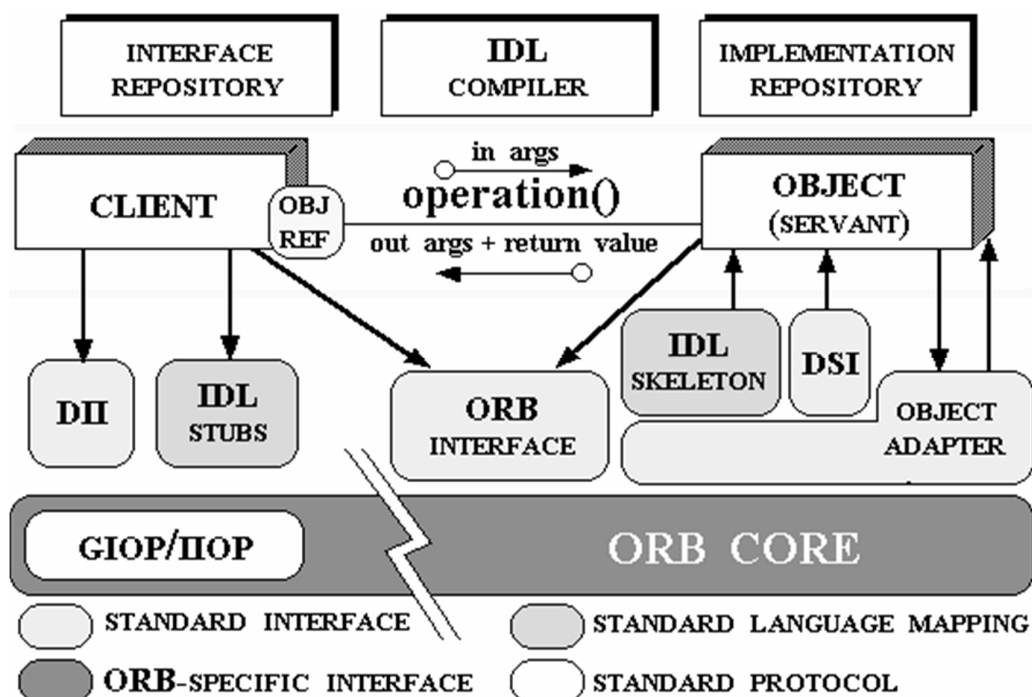 INTERFACE
REPOSITORY
IDL
COMPILER
IMPLEMENTATION
REPOSITORY
CLIENT
OBJ
REF
in args
operation()
out args + return value
OBJECT
(SERVANT)
DII
IDL
STUBS
ORB
INTERFACE
IDL
SKELETON
DSI
OBJECT
ADAPTER
GIOP/IIOP
ORB CORE
STANDARD INTERFACE
STANDARD LANGUAGE MAPPING
ORB-SPECIFIC INTERFACE
STANDARD PROTOCOL